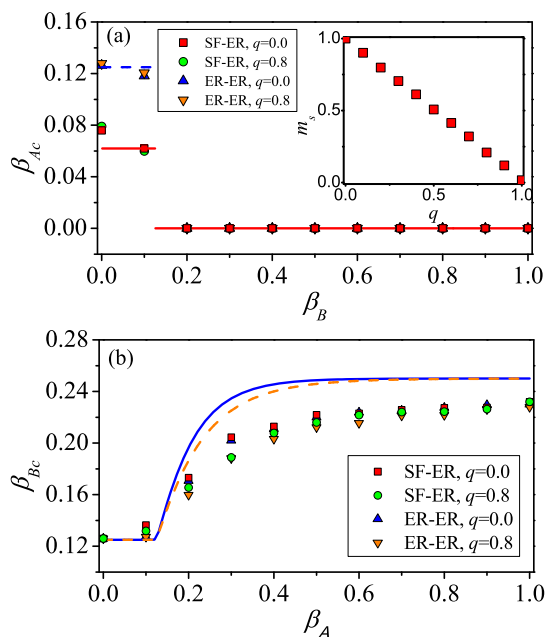 (a)
SF-ER, q=0.0
SF-ER, q=0.8
ER-ER, q=0.0
ER-ER, q=0.8
0.16
0.12
0.08
0.04
0.00
β_Ac
0.0 0.2 0.4 0.6 0.8 1.0
β_B
1.0
0.5
0.0
m_s
0.0 0.5 1.0
q
(b)
0.28
0.24
0.20
0.16
0.12
β_Bc
SF-ER, q=0.0
SF-ER, q=0.8
ER-ER, q=0.0
ER-ER, q=0.8
0.0 0.2 0.4 0.6 0.8 1.0
β_A